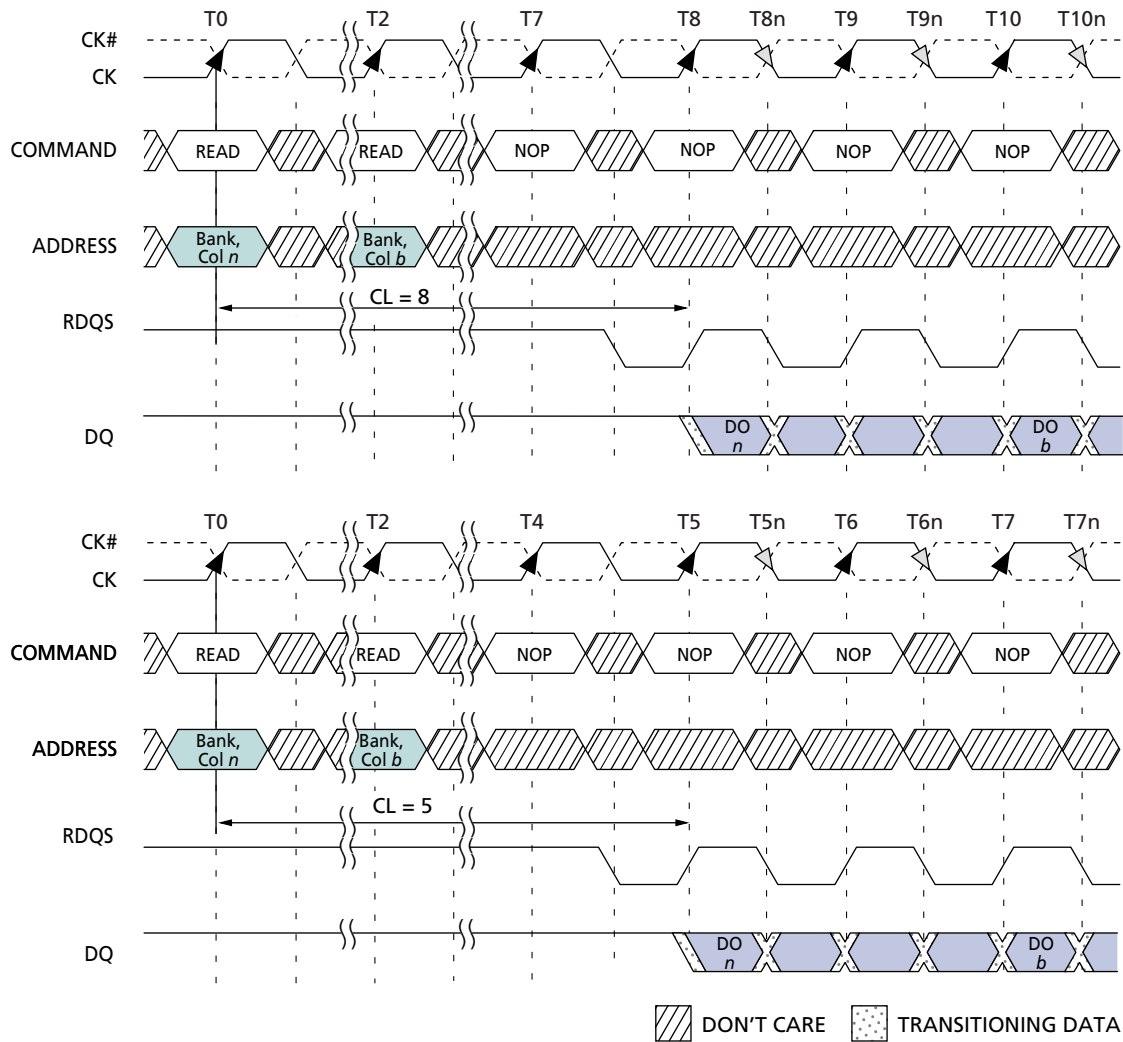 T0 T2 T7 T8 T8n T9 T9n T10 T10n
CK#
CK
COMMAND READ READ NOP NOP NOP NOP
ADDRESS Bank, Col n Bank, Col b
CL = 8
RDQS
DQ DO n DO b
T0 T2 T4 T5 T5n T6 T6n T7 T7n
CK#
CK
COMMAND READ READ NOP NOP NOP NOP
ADDRESS Bank, Col n Bank, Col b
CL = 5
RDQS
DQ DO n DO b
DON'T CARE TRANSITIONING DATA